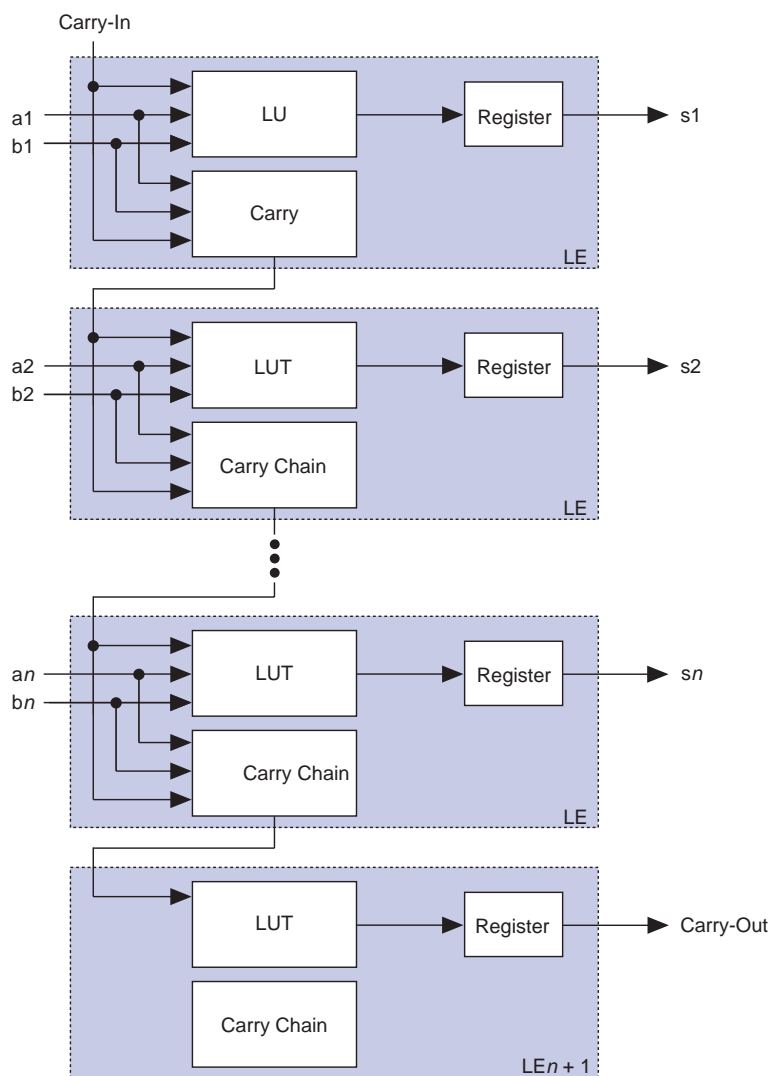 Carry-In
a1
b1
LU
Register
s1
Carry
LE
a2
b2
LUT
Register
s2
Carry Chain
LE
an
bn
LUT
Register
sn
Carry Chain
LE
LUT
Register
Carry-Out
Carry Chain
LEn + 1